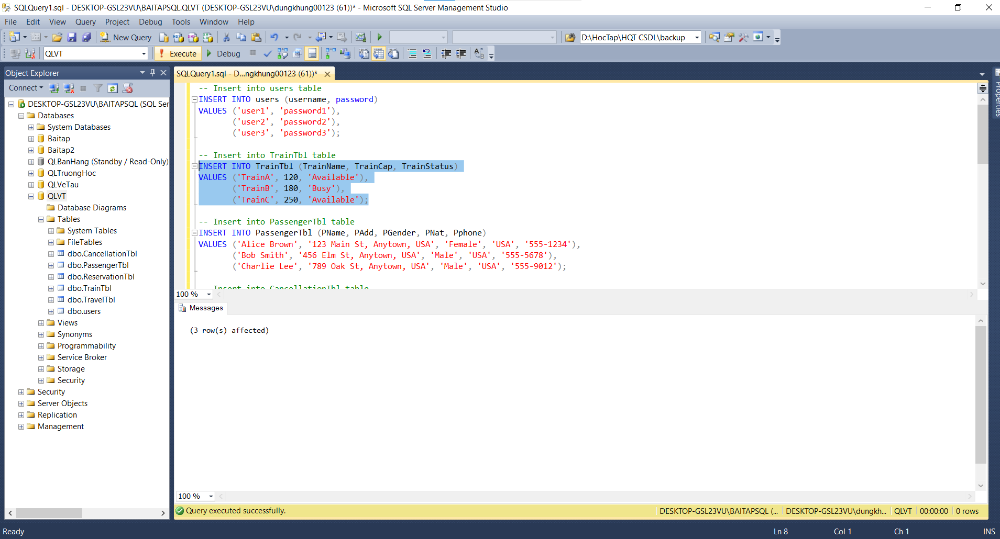 SQLQuery1.sql - DESKTOP-GSL23VU\BAITAPSQL.QLVT (DESKTOP-GSL23VU\dungkhung00123 (61))* - Microsoft SQL Server Management Studio
File Edit View Query Project Debug Tools Window Help
New Query D:\HocTap\HQT CSDL\backup
QLVT Execute Debug
Object Explorer
Connect
DESKTOP-GSL23VU\BAITAPSQL (SQL Ser
Databases
System Databases
Baitap
Baitap2
QLBanHang (Standby / Read-Only)
QLTruongHoc
QLVeTau
QLVT
Database Diagrams
Tables
System Tables
FileTables
dbo.CancellationTbl
dbo.PassengerTbl
dbo.ReservationTbl
dbo.TrainTbl
dbo.TravelTbl
dbo.users
Views
Synonyms
Programmability
Service Broker
Storage
Security
Security
Server Objects
Replication
Management
SQLQuery1.sql - D...ngkhung00123 (61))*
-- Insert into users table
INSERT INTO users (username, password)
VALUES ('user1', 'password1'),
('user2', 'password2'),
('user3', 'password3');
-- Insert into TrainTbl table
INSERT INTO TrainTbl (TrainName, TrainCap, TrainStatus)
VALUES ('TrainA', 120, 'Available'),
('TrainB', 180, 'Busy'),
('TrainC', 250, 'Available');
-- Insert into PassengerTbl table
INSERT INTO PassengerTbl (PName, PAdd, PGender, PNat, Pphone)
VALUES ('Alice Brown', '123 Main St, Anytown, USA', 'Female', 'USA', '555-1234'),
('Bob Smith', '456 Elm St, Anytown, USA', 'Male', 'USA', '555-5678'),
('Charlie Lee', '789 Oak St, Anytown, USA', 'Male', 'USA', '555-9012');
Insert into CancellationTbl table
100 %
Messages
(3 row(s) affected)
100 %
Query executed successfully. DESKTOP-GSL23VU\BAITAPSQL (... DESKTOP-GSL23VU\dungkh... QLVT 00:00:00 0 rows
Properties
Ready Ln 8 Col 1 Ch 1 INS